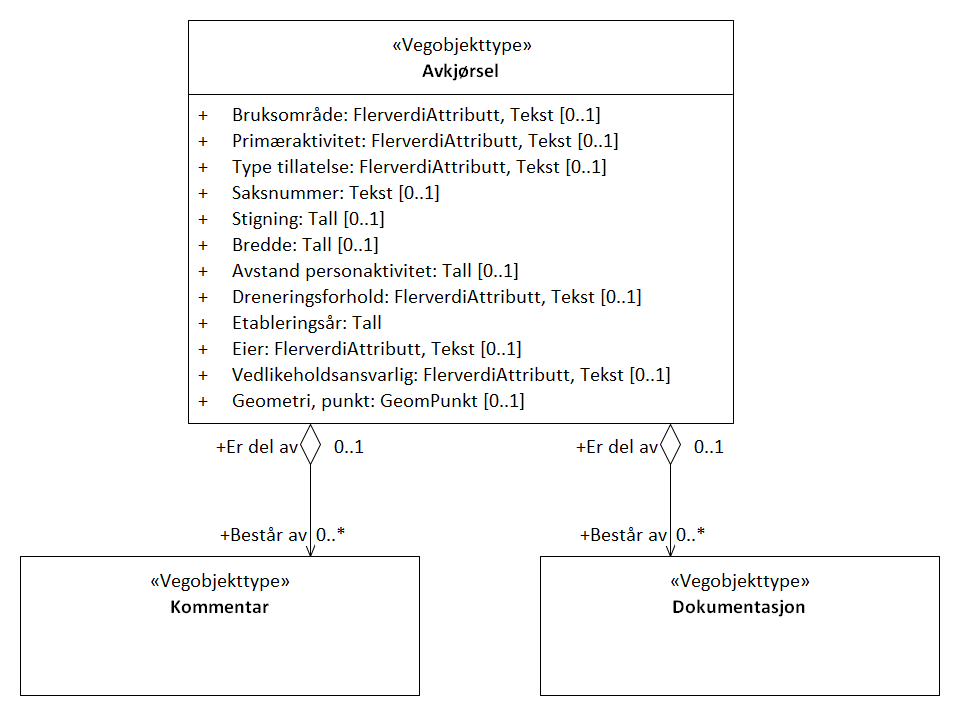 «Vegobjekttype»
Avkjørsel
+ Bruksområde: FlerverdiAttributt, Tekst [0..1]
+ Primæraktivitet: FlerverdiAttributt, Tekst [0..1]
+ Type tillatelse: FlerverdiAttributt, Tekst [0..1]
+ Saksnummer: Tekst [0..1]
+ Stigning: Tall [0..1]
+ Bredde: Tall [0..1]
+ Avstand personaktivitet: Tall [0..1]
+ Dreneringsforhold: FlerverdiAttributt, Tekst [0..1]
+ Etableringsår: Tall
+ Eier: FlerverdiAttributt, Tekst [0..1]
+ Vedlikeholdsansvarlig: FlerverdiAttributt, Tekst [0..1]
+ Geometri, punkt: GeomPunkt [0..1]
+Er del av 0..1
+Er del av 0..1
+Består av 0..*
+Består av 0..*
«Vegobjekttype»
Kommentar
«Vegobjekttype»
Dokumentasjon